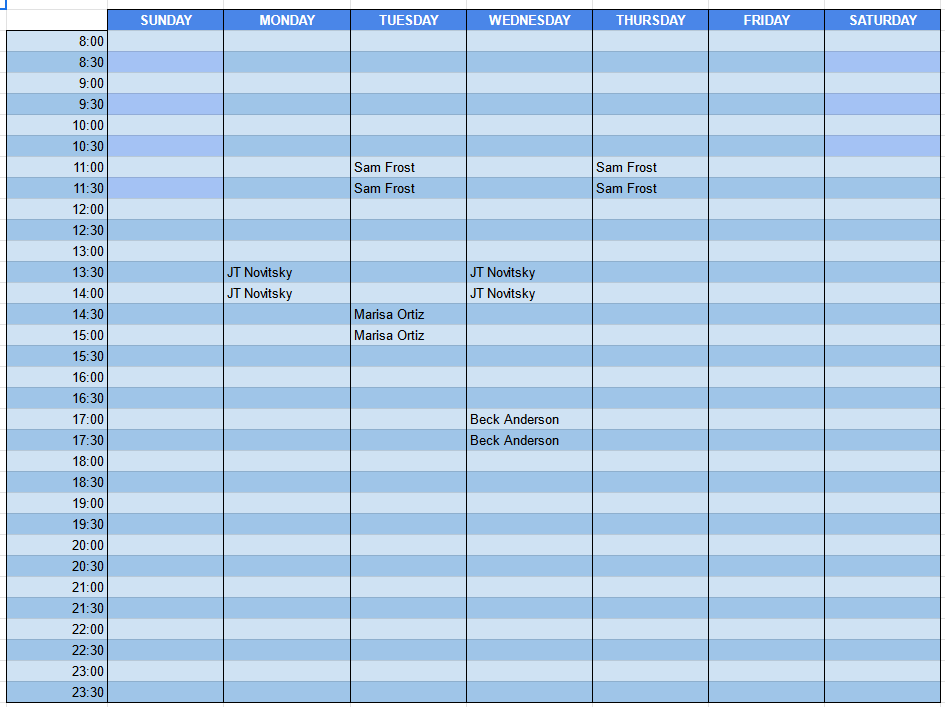 SUNDAY MONDAY TUESDAY WEDNESDAY THURSDAY FRIDAY SATURDAY
8:00
8:30
9:00
9:30
10:00
10:30
11:00 Sam Frost Sam Frost
11:30 Sam Frost Sam Frost
12:00
12:30
13:00
13:30 JT Novitsky JT Novitsky
14:00 JT Novitsky JT Novitsky
14:30 Marisa Ortiz
15:00 Marisa Ortiz
15:30
16:00
16:30
17:00 Beck Anderson
17:30 Beck Anderson
18:00
18:30
19:00
19:30
20:00
20:30
21:00
21:30
22:00
22:30
23:00
23:30